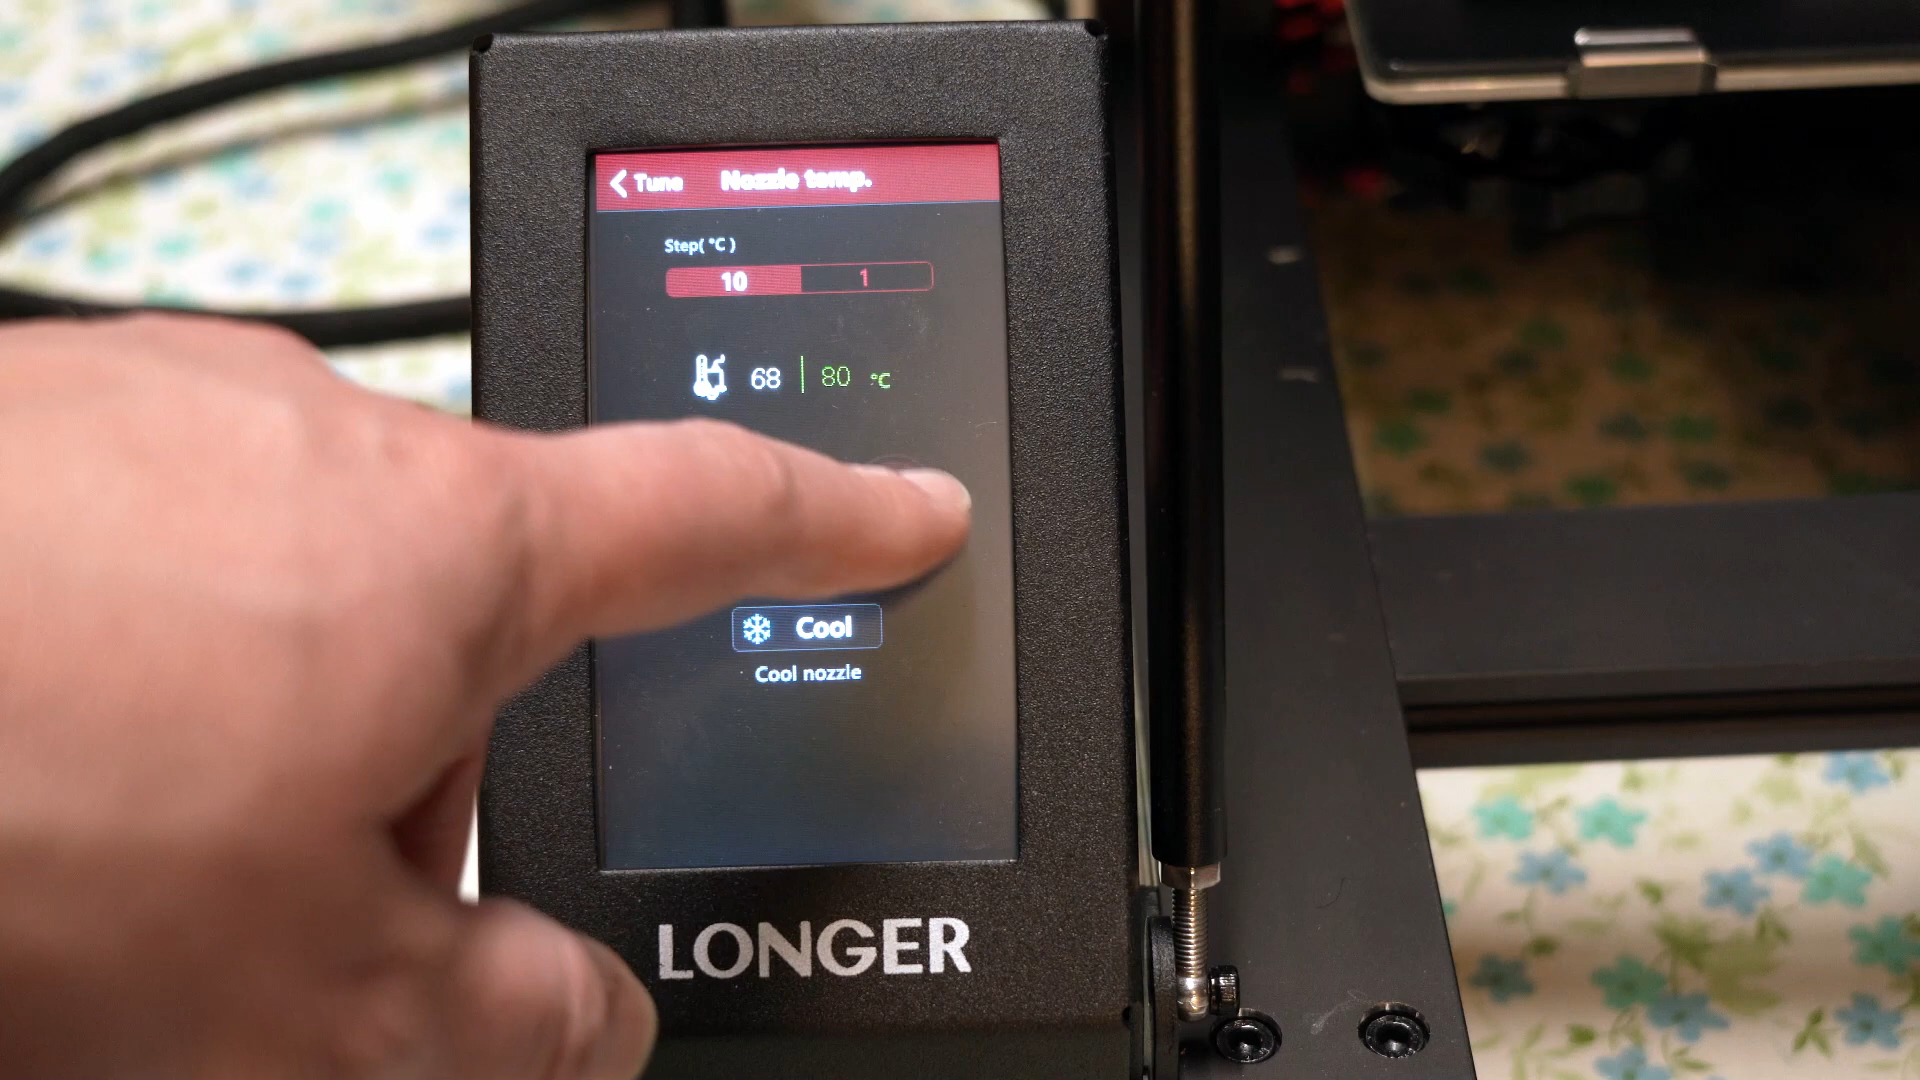 Tune Nozzle temp.
Step( °C )
10 1
68 80 °C
Cool
Cool nozzle
LONGER